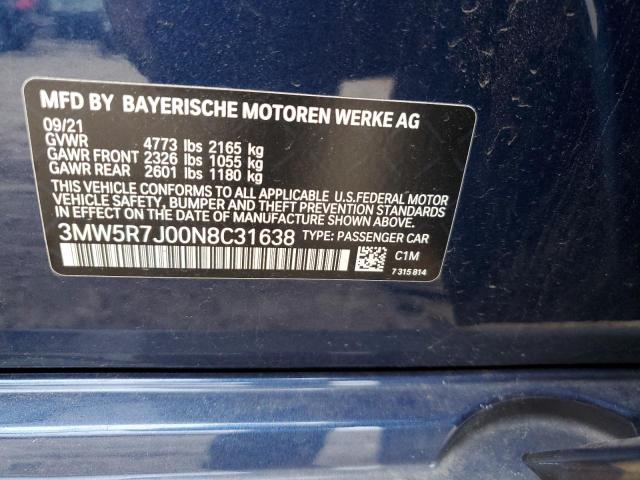 MFD BY BAYERISCHE MOTOREN WERKE AG
09/21
GVWR 4773 lbs 2165 kg
GAWR FRONT 2326 lbs 1055 kg
GAWR REAR 2601 lbs 1180 kg
THIS VEHICLE CONFORMS TO ALL APPLICABLE U.S.FEDERAL MOTOR
VEHICLE SAFETY, BUMPER AND THEFT PREVENTION STANDARDS
IN EFFECT ON THE DATE OF MANUFACTURE SHOWN ABOVE.
3MW5R7J00N8C31638 TYPE: PASSENGER CAR
C1M
7 315 814